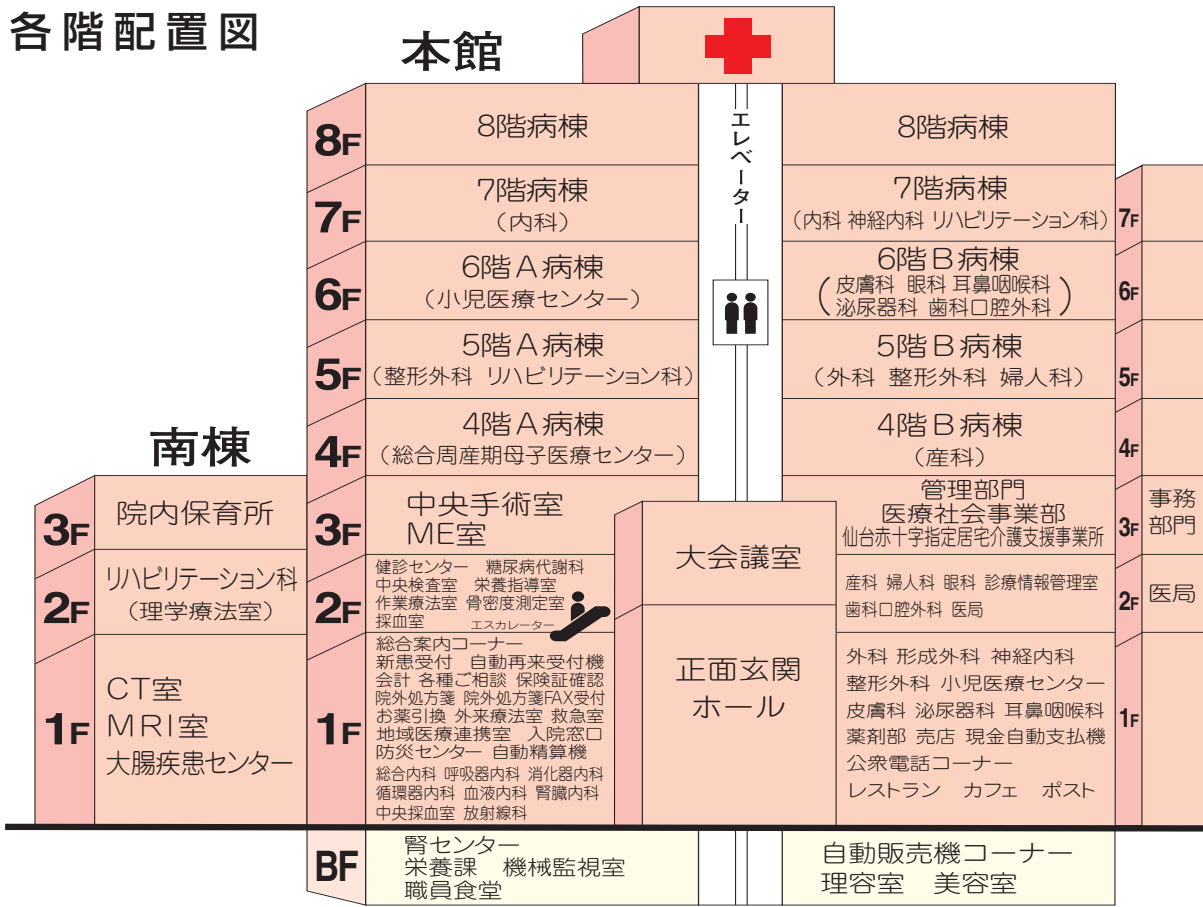 各階配置図
本館
エレベーター
8F
8階病棟
8階病棟
7F
7階病棟
(内科)
7階病棟
(内科 神経内科 リハビリテーション科)
7F
6F
6階A病棟
(小児医療センター)
6階B病棟
(皮膚科 眼科 耳鼻咽喉科
泌尿器科 歯科口腔外科)
6F
5F
5階A病棟
(整形外科 リハビリテーション科)
5階B病棟
(外科 整形外科 婦人科)
5F
4F
4階A病棟
(総合周産期母子医療センター)
4階B病棟
(産科)
4F
南棟
3F
院内保育所
2F
リハビリテーション科
(理学療法室)
1F
CT室
MRI室
大腸疾患センター
3F
中央手術室
ME室
大会議室
管理部門
医療社会事業部
仙台赤十字指定居宅介護支援事業所
3F
事務
部門
2F
健診センター 糖尿病代謝科
中央検査室 栄養指導室
作業療法室 骨密度測定室
採血室 エスカレーター
産科 婦人科 眼科 診療情報管理室
歯科口腔外科 医局
2F
医局
1F
総合案内コーナー
新患受付 自動再来受付機
会計 各種ご相談 保険証確認
院外処方箋 院外処方箋FAX受付
お薬引換 外来療法室 救急室
地域医療連携室 入院窓口
防災センター 自動精算機
総合内科 呼吸器内科 消化器内科
循環器内科 血液内科 腎臓内科
中央採血室 放射線科
正面玄関
ホール
外科 形成外科 神経内科
整形外科 小児医療センター
皮膚科 泌尿器科 耳鼻咽喉科
薬剤部 売店 現金自動支払機
公衆電話コーナー
レストラン カフェ ポスト
1F
BF
腎センター
栄養課 機械監視室
職員食堂
自動販売機コーナー
理容室 美容室